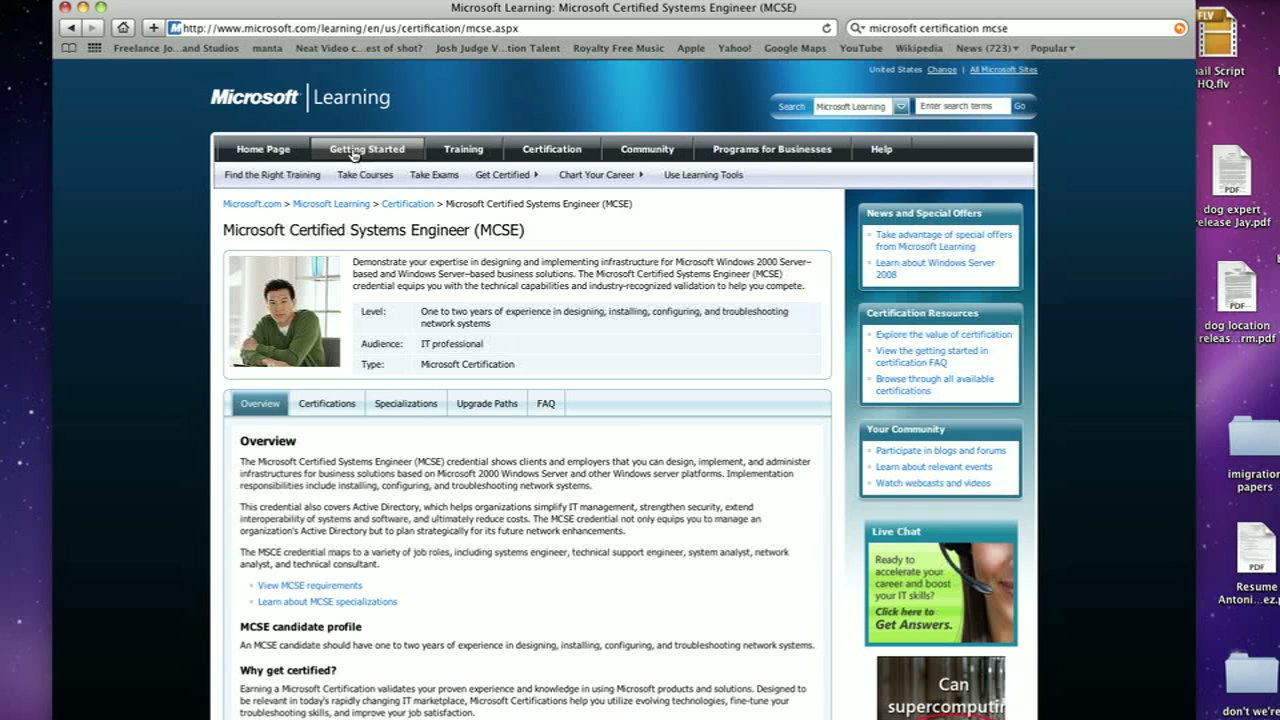 Microsoft Learning: Microsoft Certified Systems Engineer (MCSE)
http://www.microsoft.com/learning/en/us/certification/mcse.aspx
microsoft certification mcse
Freelance Jo...and Studios manta Neat Video c...est of shot? Josh Judge V...tion Talent Royalty Free Music Apple Yahoo! Google Maps YouTube Wikipedia News (723) Popular
United States Change | All Microsoft Sites
Microsoft | Learning
Search Microsoft Learning Enter search terms Go
Home Page Getting Started Training Certification Community Programs for Businesses Help
Find the Right Training Take Courses Take Exams Get Certified Chart Your Career Use Learning Tools
Microsoft.com > Microsoft Learning > Certification > Microsoft Certified Systems Engineer (MCSE)
Microsoft Certified Systems Engineer (MCSE)
Demonstrate your expertise in designing and implementing infrastructure for Microsoft Windows 2000 Server–
based and Windows Server–based business solutions. The Microsoft Certified Systems Engineer (MCSE)
credential equips you with the technical capabilities and industry-recognized validation to help you compete.
Level: One to two years of experience in designing, installing, configuring, and troubleshooting
network systems
Audience: IT professional
Type: Microsoft Certification
Overview Certifications Specializations Upgrade Paths FAQ
Overview
The Microsoft Certified Systems Engineer (MCSE) credential shows clients and employers that you can design, implement, and administer
infrastructures for business solutions based on Microsoft 2000 Windows Server and other Windows server platforms. Implementation
responsibilities include installing, configuring, and troubleshooting network systems.
This credential also covers Active Directory, which helps organizations simplify IT management, strengthen security, extend
interoperability of systems and software, and ultimately reduce costs. The MCSE credential not only equips you to manage an
organization's Active Directory but to plan strategically for its future network enhancements.
The MSCE credential maps to a variety of job roles, including systems engineer, technical support engineer, system analyst, network
analyst, and technical consultant.
View MCSE requirements
Learn about MCSE specializations
MCSE candidate profile
An MCSE candidate should have one to two years of experience in designing, installing, configuring, and troubleshooting network systems.
Why get certified?
Earning a Microsoft Certification validates your proven experience and knowledge in using Microsoft products and solutions. Designed to
be relevant in today's rapidly changing IT marketplace, Microsoft Certifications help you utilize evolving technologies, fine-tune your
troubleshooting skills, and improve your job satisfaction.
News and Special Offers
Take advantage of special offers
from Microsoft Learning
Learn about Windows Server
2008
Certification Resources
Explore the value of certification
View the getting started in
certification FAQ
Browse through all available
certifications
Your Community
Participate in blogs and forums
Learn about relevant events
Watch webcasts and videos
Live Chat
Ready to
accelerate your
career and boost
your IT skills?
Click here to
Get Answers.
Can
supercomputin
FLV
ail Script
HQ.flv
PDF
dog expert
elease Jay.pdf
PDF
dog location
releas...rm.pdf
imigration
papers
PDF
Resume
Antoni...ez.p
don't we're